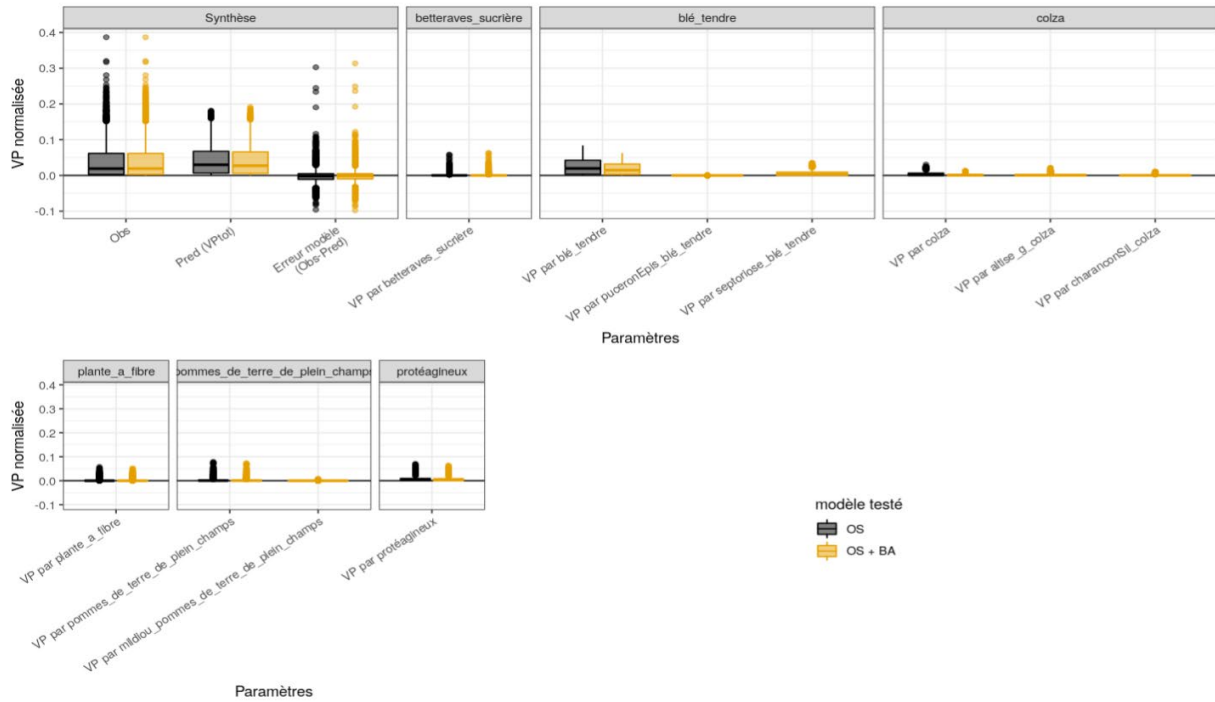 Synthèse
betteraves_sucrière
blé_tendre
colza
VP normalisée
0.4
0.3
0.2
0.1
0.0
-0.1
Obs
Pred (VPtot)
Erreur modèle
(Obs-Pred)
VP par betteraves_sucrière
VP par blé_tendre
VP par puceronEpis_blé_tendre
VP par septoriose_blé_tendre
VP par colza
VP par altise_g_colza
VP par charanconSil_colza
Paramètres
plante_a_fibre
pommes_de_terre_de_plein_champs
protéagineux
VP normalisée
0.4
0.3
0.2
0.1
0.0
-0.1
VP par plante_a_fibre
VP par pommes_de_terre_de_plein_champs
VP par mildiou_pommes_de_terre_de_plein_champs
VP par protéagineux
Paramètres
modèle testé
OS
OS + BA